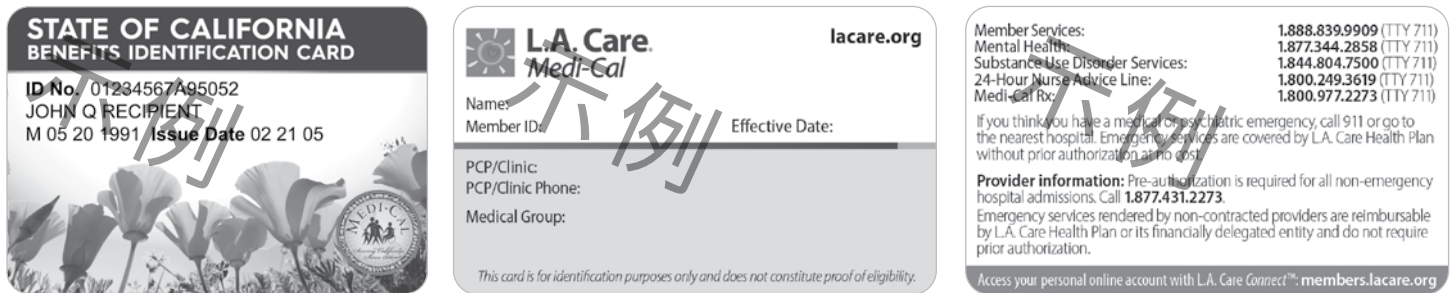 STATE OF CALIFORNIA
BENEFITS IDENTIFICATION CARD
ID No. 01234567A95052
JOHN Q RECIPIENT
M 05 20 1991 Issue Date 02 21 05
MEDI-CAL
示例
L.A. Care®
Medi-Cal
lacare.org
Name:
Member ID: Effective Date:
PCP/Clinic:
PCP/Clinic Phone:
Medical Group:
This card is for identification purposes only and does not constitute proof of eligibility.
示例
Member Services: 1.888.839.9909 (TTY 711)
Mental Health: 1.877.344.2858 (TTY 711)
Substance Use Disorder Services: 1.844.804.7500 (TTY 711)
24-Hour Nurse Advice Line: 1.800.249.3619 (TTY 711)
Medi-Cal Rx: 1.800.977.2273 (TTY 711)
If you think you have a medical or psychiatric emergency, call 911 or go to
the nearest hospital. Emergency services are covered by L.A. Care Health Plan
without prior authorization at no cost.
Provider information: Pre-authorization is required for all non-emergency
hospital admissions. Call 1.877.431.2273.
Emergency services rendered by non-contracted providers are reimbursable
by L.A. Care Health Plan or its financially delegated entity and do not require
prior authorization.
Access your personal online account with L.A. Care Connect™: members.lacare.org
示例